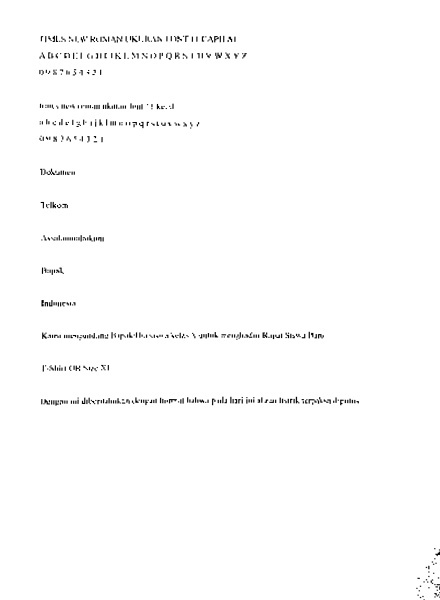 TIMES NEW ROMAN UKURAN FONT 11 CAPITAL
A B C D E F G H I J K L M N O P Q R S T U V W X Y Z
0 9 8 7 6 5 4 3 2 1
times new roman ukuran font 11 kecil
a b c d e f g h i j k l m n o p q r s t u v w x y z
0 9 8 7 6 5 4 3 2 1
Dokumen
Telkom
Assalamualaikum
Bapak
Indonesia
Kami mengundang Bapak/Ibu siswa kelas X untuk menghadiri Rapat Siswa Baru
T-Shirt OR Size XL
Dengan ini diberitahukan dengan hormat bahwa pada hari ini aliran listrik terpaksa diputus